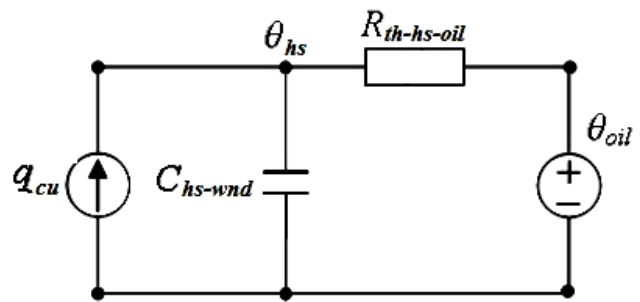 θhs
Rth-hs-oil
θoil
qcu
Chs-wnd
+
−